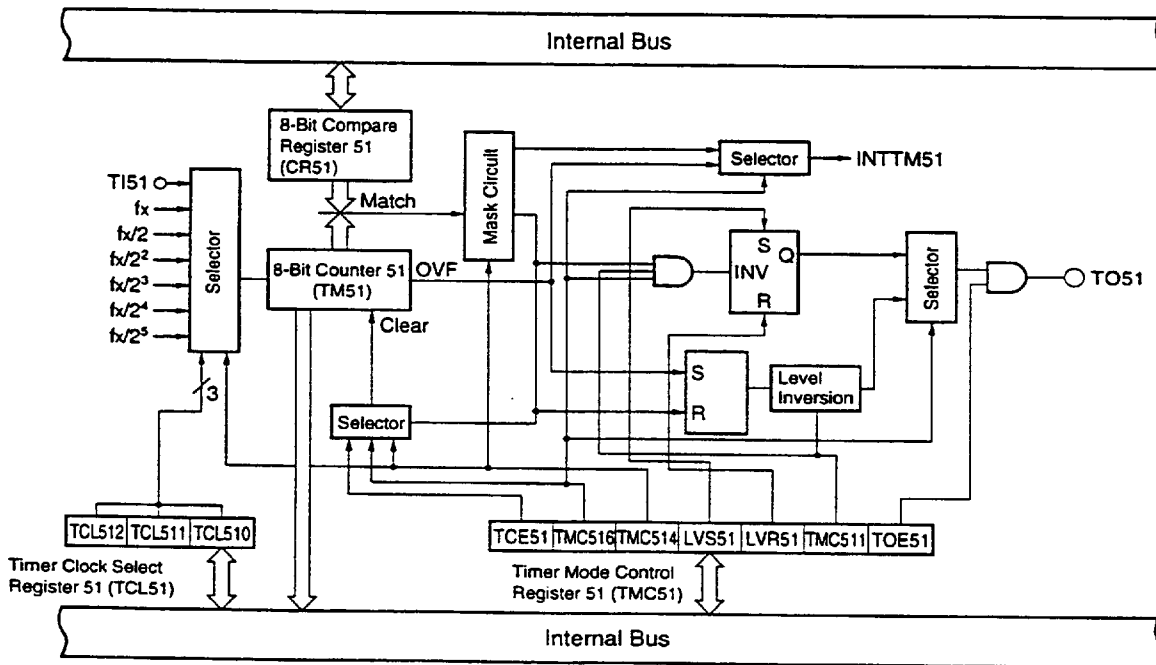 Internal Bus
8-Bit Compare
Register 51
(CR51)
Mask Circuit
Selector
INTTM51
TI51
fx
fx/2
fx/2²
fx/2³
fx/2⁴
fx/2⁵
Selector
Match
8-Bit Counter 51
(TM51)
OVF
Clear
S
Q
INV
R
Selector
TO51
3
Selector
S
R
Level
Inversion
TCL512 TCL511 TCL510
TCE51 TMC516 TMC514 LVS51 LVR51 TMC511 TOE51
Timer Clock Select
Register 51 (TCL51)
Timer Mode Control
Register 51 (TMC51)
Internal Bus